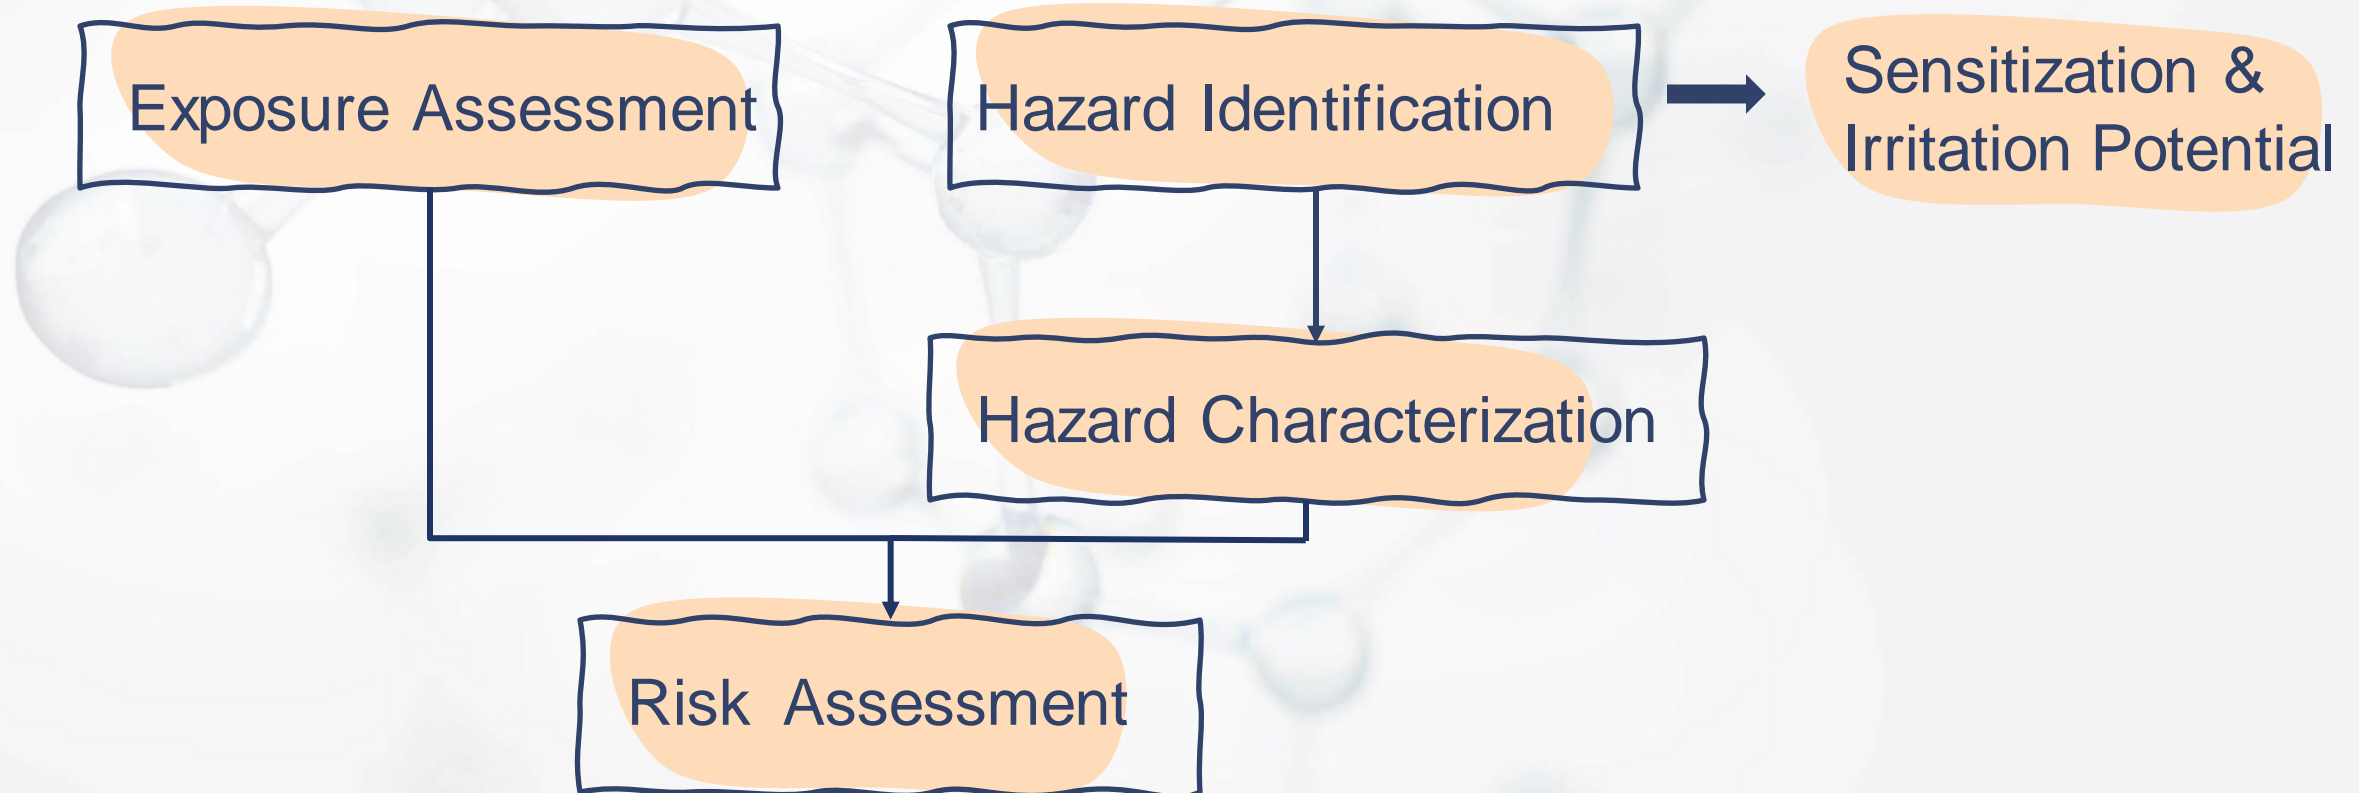 Exposure Assessment
Hazard Identification
Sensitization &
Irritation Potential
Hazard Characterization
Risk Assessment